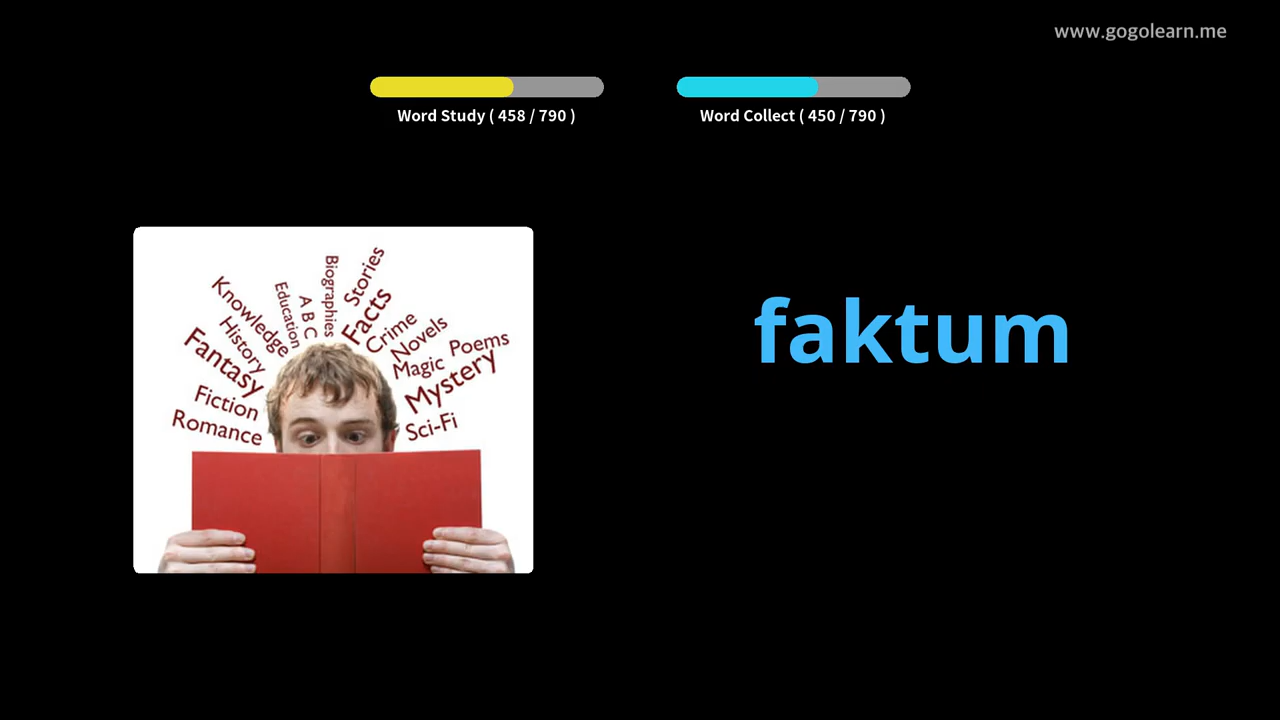 www.gogolearn.me
Word Study ( 458 / 790 )
Word Collect ( 450 / 790 )
Stories
Biographies
Facts
Education
A B C
Knowledge
Crime
History
Novels
Poems
Fantasy
Magic
Mystery
Fiction
Romance
Sci-Fi
faktum